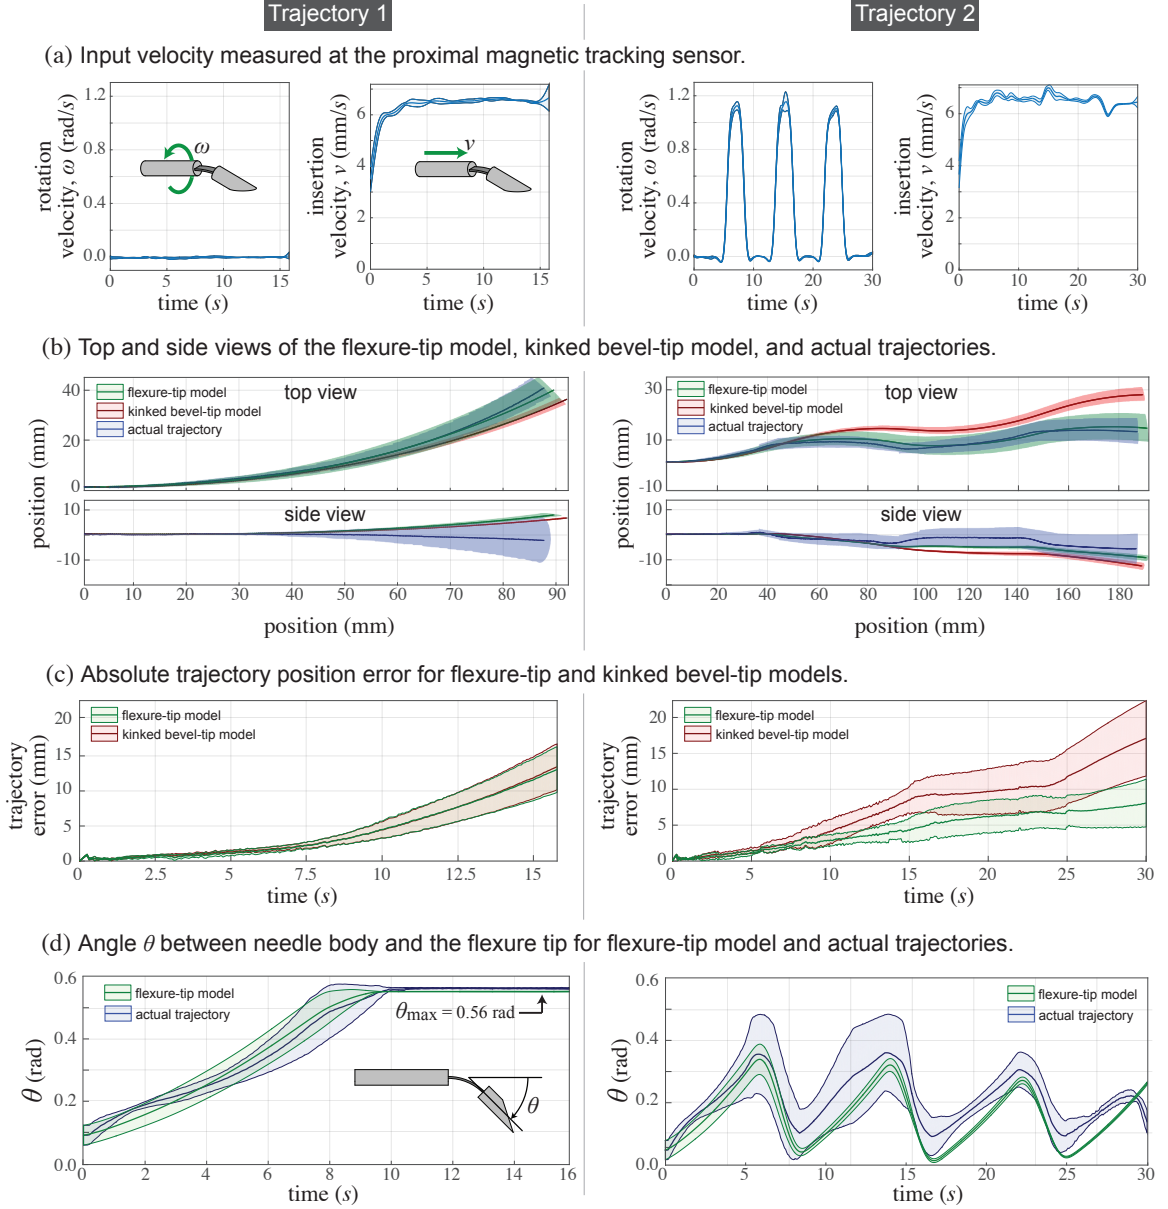 Trajectory 1
Trajectory 2
(a) Input velocity measured at the proximal magnetic tracking sensor.
rotation
velocity, ω (rad/s)
1.2
0.8
0.4
0.0
0 5 10 15
time (s)
ω
insertion
velocity, v (mm/s)
6
4
2
0
0 5 10 15
time (s)
v
rotation
velocity, ω (rad/s)
1.2
0.8
0.4
0.0
0 10 20 30
time (s)
insertion
velocity, v (mm/s)
6
4
2
0
0 10 20 30
time (s)
(b) Top and side views of the flexure-tip model, kinked bevel-tip model, and actual trajectories.
position (mm)
40
20
0
flexure-tip model
kinked bevel-tip model
actual trajectory
top view
10
-10
side view
0 10 20 30 40 50 60 70 80 90
position (mm)
position (mm)
30
10
-10
flexure-tip model
kinked bevel-tip model
actual trajectory
top view
10
-10
side view
0 20 40 60 80 100 120 140 160 180
position (mm)
(c) Absolute trajectory position error for flexure-tip and kinked bevel-tip models.
trajectory
error (mm)
20
15
10
5
0
flexure-tip model
kinked bevel-tip model
0 2.5 5 7.5 10 12.5 15
time (s)
trajectory
error (mm)
20
15
10
5
0
flexure-tip model
kinked bevel-tip model
0 5 10 15 20 25 30
time (s)
(d) Angle θ between needle body and the flexure tip for flexure-tip model and actual trajectories.
θ (rad)
0.6
0.4
0.2
0.0
flexure-tip model
actual trajectory
θmax = 0.56 rad
θ
0 2 4 6 8 10 12 14 16
time (s)
θ (rad)
0.6
0.4
0.2
0.0
flexure-tip model
actual trajectory
0 5 10 15 20 25 30
time (s)